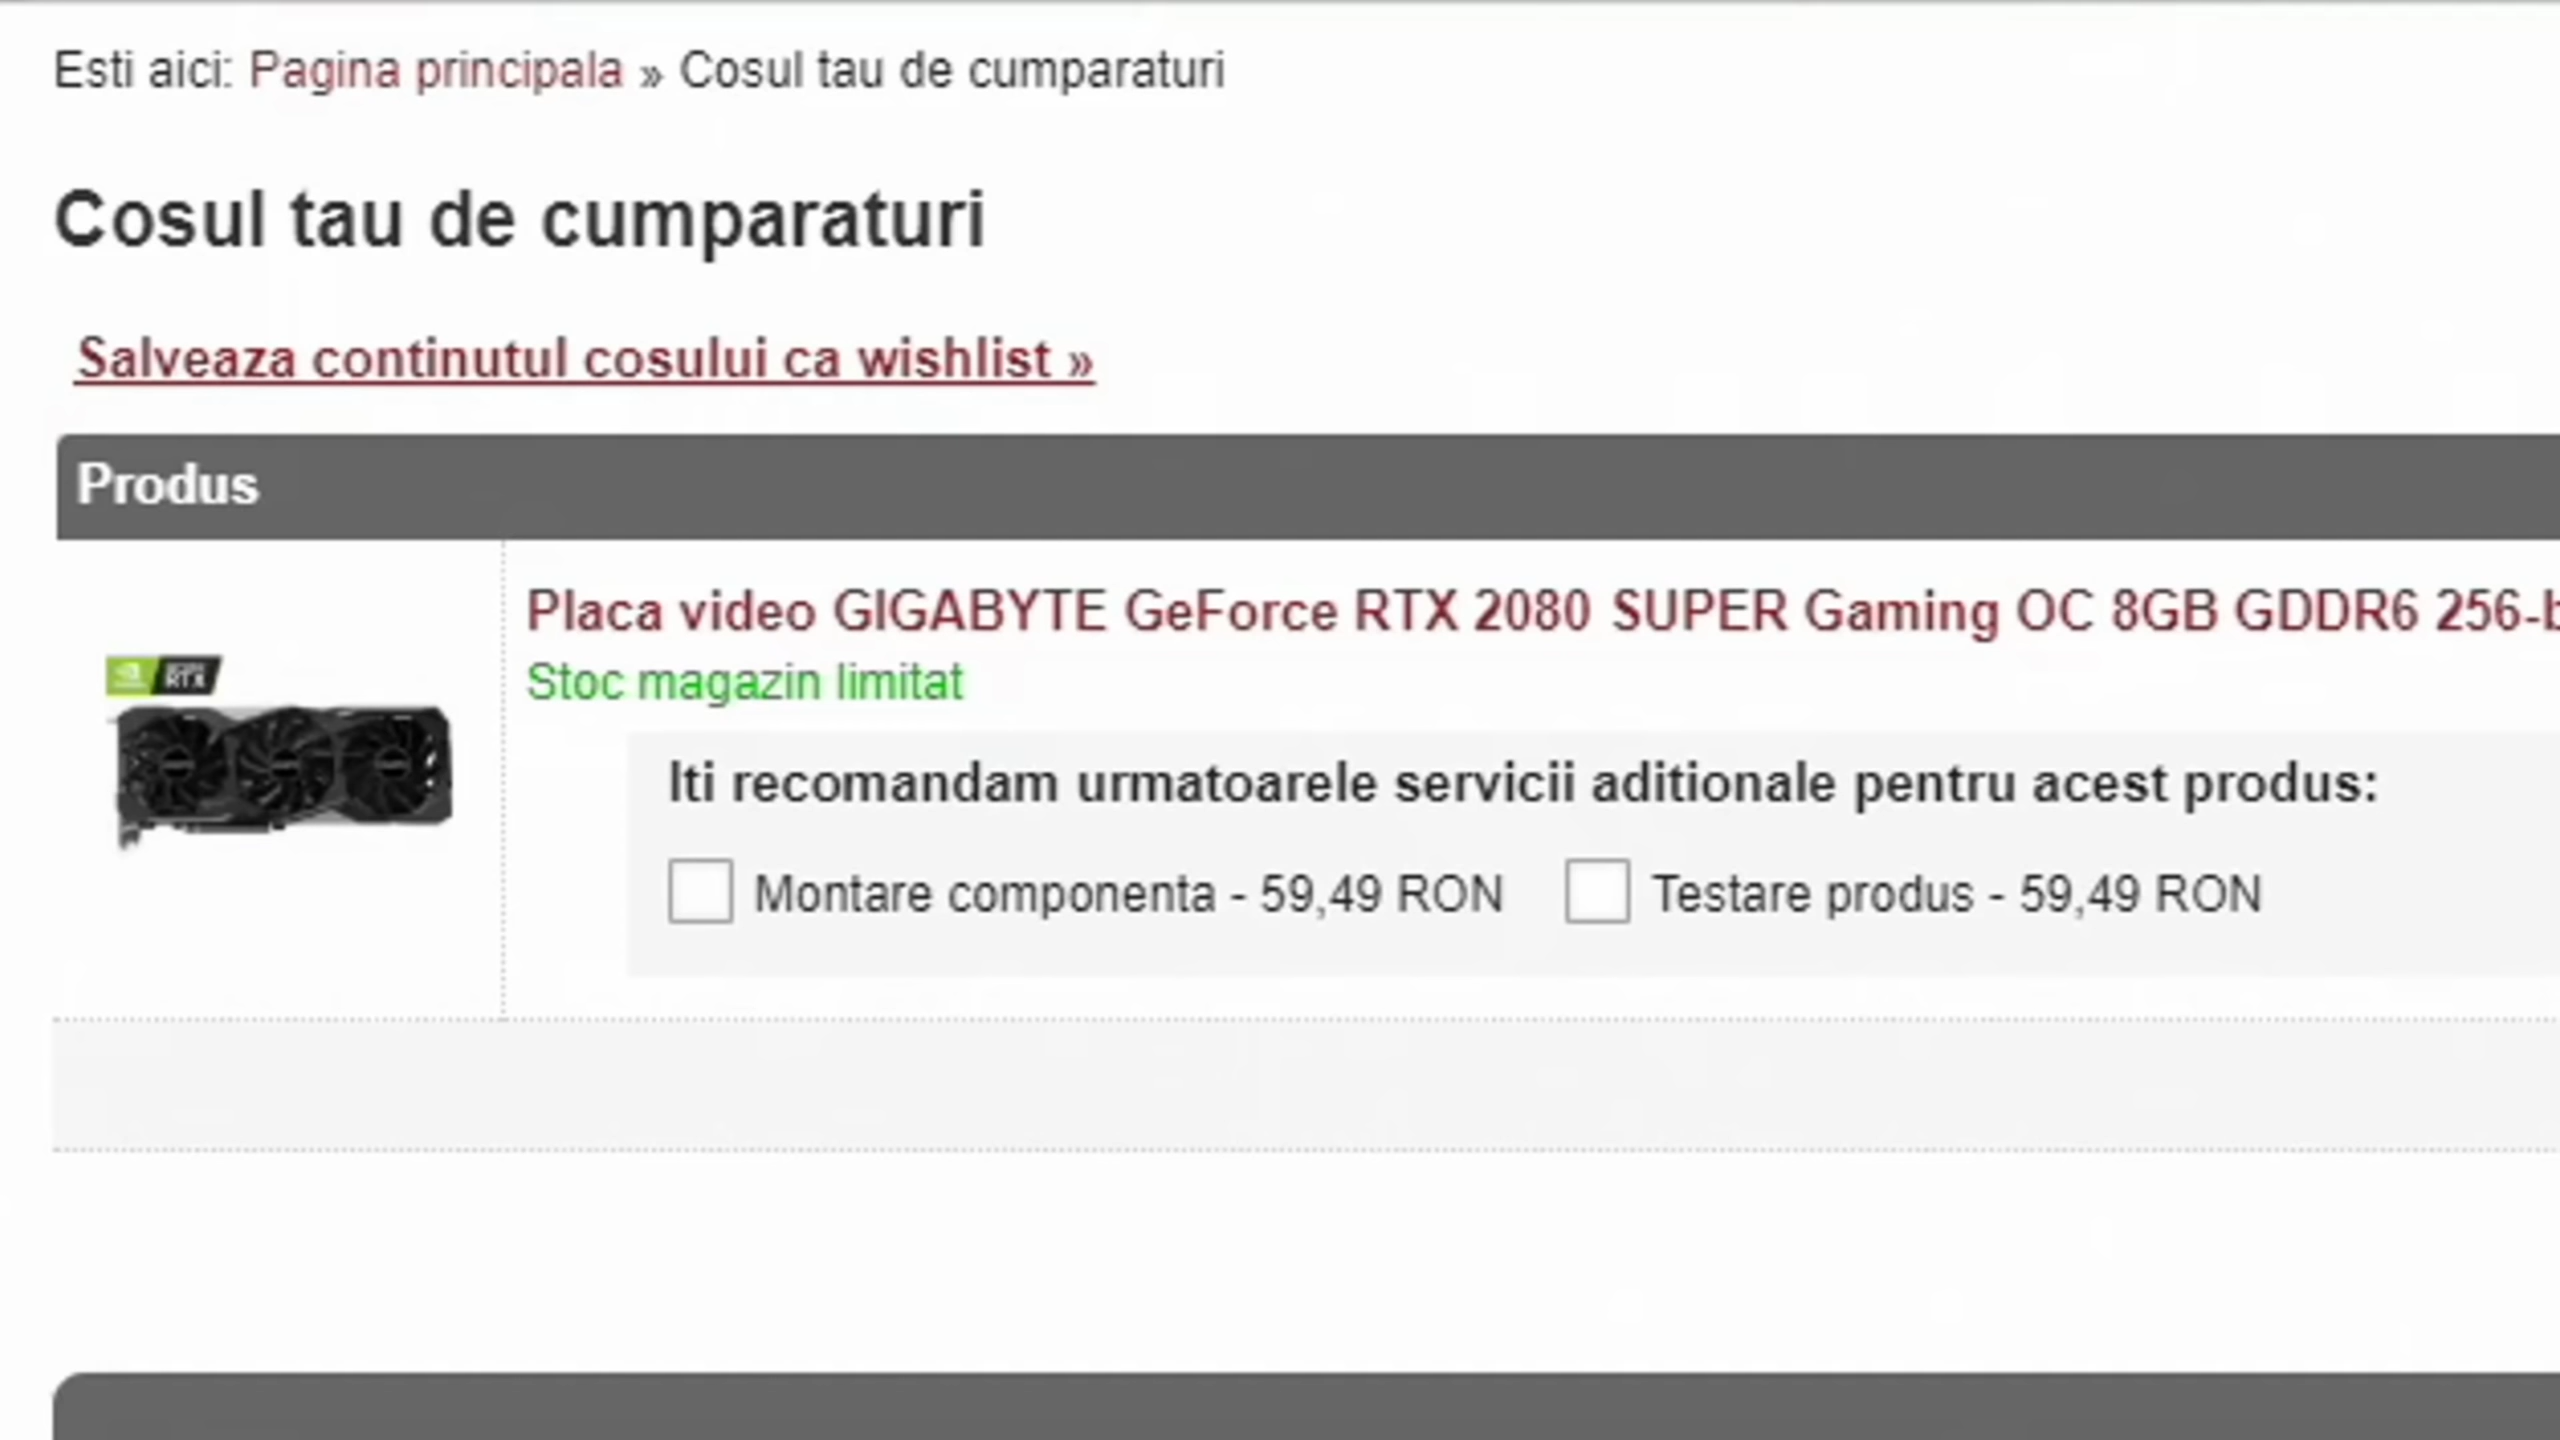 Esti aici: Pagina principala » Cosul tau de cumparaturi
Cosul tau de cumparaturi
Salveaza continutul cosului ca wishlist »
Produs
Placa video GIGABYTE GeForce RTX 2080 SUPER Gaming OC 8GB GDDR6 256-b
Stoc magazin limitat
RTX
Iti recomandam urmatoarele servicii aditionale pentru acest produs:
Montare componenta - 59,49 RON Testare produs - 59,49 RON